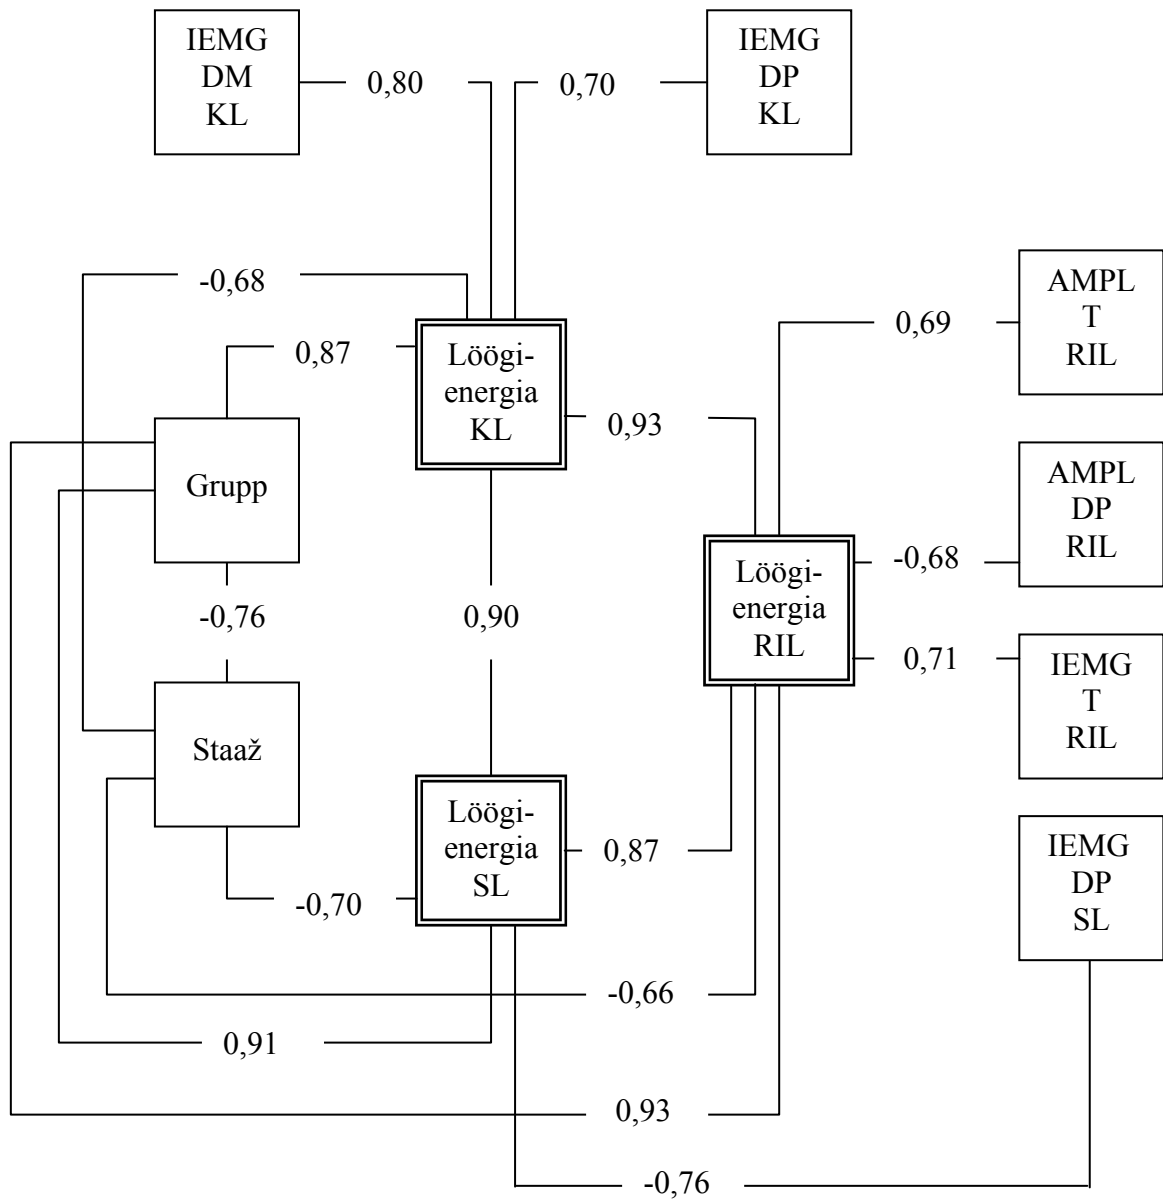 IEMG
DM
KL
0,80
0,70
IEMG
DP
KL
-0,68
0,87
Löögi-
energia
KL
0,93
0,69
AMPL
T
RIL
Grupp
AMPL
DP
RIL
-0,68
-0,76
0,90
Löögi-
energia
RIL
0,71
IEMG
T
RIL
Staaž
Löögi-
energia
SL
0,87
-0,70
IEMG
DP
SL
-0,66
0,91
0,93
-0,76